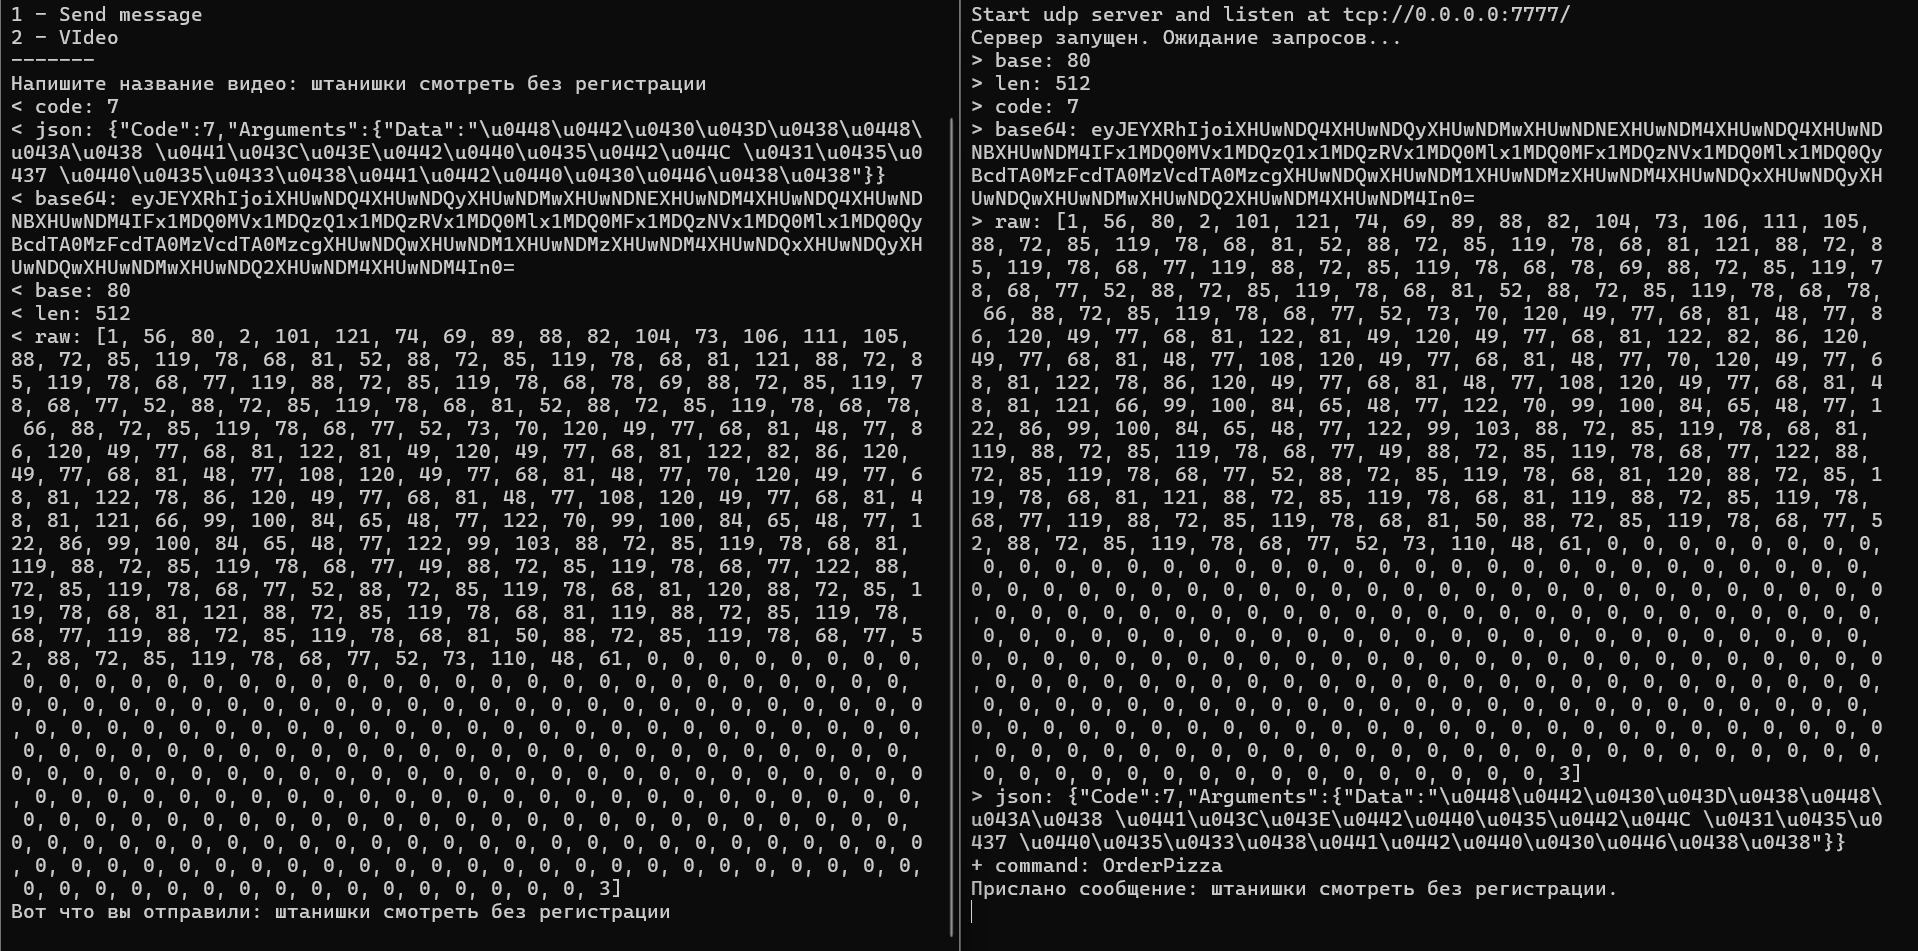 1 - Send message
2 - VIdeo
-------
Напишите название видео: штанишки смотреть без регистрации
< code: 7
< json: {"Code":7,"Arguments":{"Data":"\u0448\u0442\u0430\u043D\u0438\u0448\
u043A\u0438 \u0441\u043C\u043E\u0442\u0440\u0435\u0442\u044C \u0431\u0435\u0
437 \u0440\u0435\u0433\u0438\u0441\u0442\u0440\u0430\u0446\u0438\u0438"}}
< base64: eyJEYXRhIjoiXHUwNDQ4XHUwNDQyXHUwNDMwXHUwNDNEXHUwNDM4XHUwNDQ4XHUwND
NBXHUwNDM4IFx1MDQ0MVx1MDQzQ1x1MDQzRVx1MDQ0Mlx1MDQ0MFx1MDQzNVx1MDQ0Mlx1MDQ0Qy
BcdTA0MzFcdTA0MzVcdTA0MzcgXHUwNDQwXHUwNDM1XHUwNDMzXHUwNDM4XHUwNDQxXHUwNDQyXH
UwNDQwXHUwNDMwXHUwNDQ2XHUwNDM4XHUwNDM4In0=
< base: 80
< len: 512
< raw: [1, 56, 80, 2, 101, 121, 74, 69, 89, 88, 82, 104, 73, 106, 111, 105,
88, 72, 85, 119, 78, 68, 81, 52, 88, 72, 85, 119, 78, 68, 81, 121, 88, 72, 8
5, 119, 78, 68, 77, 119, 88, 72, 85, 119, 78, 68, 78, 69, 88, 72, 85, 119, 7
8, 68, 77, 52, 88, 72, 85, 119, 78, 68, 81, 52, 88, 72, 85, 119, 78, 68, 78,
 66, 88, 72, 85, 119, 78, 68, 77, 52, 73, 70, 120, 49, 77, 68, 81, 48, 77, 8
6, 120, 49, 77, 68, 81, 122, 81, 49, 120, 49, 77, 68, 81, 122, 82, 86, 120,
49, 77, 68, 81, 48, 77, 108, 120, 49, 77, 68, 81, 48, 77, 70, 120, 49, 77, 6
8, 81, 122, 78, 86, 120, 49, 77, 68, 81, 48, 77, 108, 120, 49, 77, 68, 81, 4
8, 81, 121, 66, 99, 100, 84, 65, 48, 77, 122, 70, 99, 100, 84, 65, 48, 77, 1
22, 86, 99, 100, 84, 65, 48, 77, 122, 99, 103, 88, 72, 85, 119, 78, 68, 81,
119, 88, 72, 85, 119, 78, 68, 77, 49, 88, 72, 85, 119, 78, 68, 77, 122, 88,
72, 85, 119, 78, 68, 77, 52, 88, 72, 85, 119, 78, 68, 81, 120, 88, 72, 85, 1
19, 78, 68, 81, 121, 88, 72, 85, 119, 78, 68, 81, 119, 88, 72, 85, 119, 78,
68, 77, 119, 88, 72, 85, 119, 78, 68, 81, 50, 88, 72, 85, 119, 78, 68, 77, 5
2, 88, 72, 85, 119, 78, 68, 77, 52, 73, 110, 48, 61, 0, 0, 0, 0, 0, 0, 0, 0,
 0, 0, 0, 0, 0, 0, 0, 0, 0, 0, 0, 0, 0, 0, 0, 0, 0, 0, 0, 0, 0, 0, 0, 0, 0,
0, 0, 0, 0, 0, 0, 0, 0, 0, 0, 0, 0, 0, 0, 0, 0, 0, 0, 0, 0, 0, 0, 0, 0, 0, 0
, 0, 0, 0, 0, 0, 0, 0, 0, 0, 0, 0, 0, 0, 0, 0, 0, 0, 0, 0, 0, 0, 0, 0, 0, 0,
 0, 0, 0, 0, 0, 0, 0, 0, 0, 0, 0, 0, 0, 0, 0, 0, 0, 0, 0, 0, 0, 0, 0, 0, 0,
0, 0, 0, 0, 0, 0, 0, 0, 0, 0, 0, 0, 0, 0, 0, 0, 0, 0, 0, 0, 0, 0, 0, 0, 0, 0
, 0, 0, 0, 0, 0, 0, 0, 0, 0, 0, 0, 0, 0, 0, 0, 0, 0, 0, 0, 0, 0, 0, 0, 0, 0,
 0, 0, 0, 0, 0, 0, 0, 0, 0, 0, 0, 0, 0, 0, 0, 0, 0, 0, 0, 0, 0, 0, 0, 0, 0,
0, 0, 0, 0, 0, 0, 0, 0, 0, 0, 0, 0, 0, 0, 0, 0, 0, 0, 0, 0, 0, 0, 0, 0, 0, 0
, 0, 0, 0, 0, 0, 0, 0, 0, 0, 0, 0, 0, 0, 0, 0, 0, 0, 0, 0, 0, 0, 0, 0, 0, 0,
 0, 0, 0, 0, 0, 0, 0, 0, 0, 0, 0, 0, 0, 0, 0, 0, 3]
Вот что вы отправили: штанишки смотреть без регистрации
Start udp server and listen at tcp://0.0.0.0:7777/
Сервер запущен. Ожидание запросов...
> base: 80
> len: 512
> code: 7
> base64: eyJEYXRhIjoiXHUwNDQ4XHUwNDQyXHUwNDMwXHUwNDNEXHUwNDM4XHUwNDQ4XHUwND
NBXHUwNDM4IFx1MDQ0MVx1MDQzQ1x1MDQzRVx1MDQ0Mlx1MDQ0MFx1MDQzNVx1MDQ0Mlx1MDQ0Qy
BcdTA0MzFcdTA0MzVcdTA0MzcgXHUwNDQwXHUwNDM1XHUwNDMzXHUwNDM4XHUwNDQxXHUwNDQyXH
UwNDQwXHUwNDMwXHUwNDQ2XHUwNDM4XHUwNDM4In0=
> raw: [1, 56, 80, 2, 101, 121, 74, 69, 89, 88, 82, 104, 73, 106, 111, 105,
88, 72, 85, 119, 78, 68, 81, 52, 88, 72, 85, 119, 78, 68, 81, 121, 88, 72, 8
5, 119, 78, 68, 77, 119, 88, 72, 85, 119, 78, 68, 78, 69, 88, 72, 85, 119, 7
8, 68, 77, 52, 88, 72, 85, 119, 78, 68, 81, 52, 88, 72, 85, 119, 78, 68, 78,
 66, 88, 72, 85, 119, 78, 68, 77, 52, 73, 70, 120, 49, 77, 68, 81, 48, 77, 8
6, 120, 49, 77, 68, 81, 122, 81, 49, 120, 49, 77, 68, 81, 122, 82, 86, 120,
49, 77, 68, 81, 48, 77, 108, 120, 49, 77, 68, 81, 48, 77, 70, 120, 49, 77, 6
8, 81, 122, 78, 86, 120, 49, 77, 68, 81, 48, 77, 108, 120, 49, 77, 68, 81, 4
8, 81, 121, 66, 99, 100, 84, 65, 48, 77, 122, 70, 99, 100, 84, 65, 48, 77, 1
22, 86, 99, 100, 84, 65, 48, 77, 122, 99, 103, 88, 72, 85, 119, 78, 68, 81,
119, 88, 72, 85, 119, 78, 68, 77, 49, 88, 72, 85, 119, 78, 68, 77, 122, 88,
72, 85, 119, 78, 68, 77, 52, 88, 72, 85, 119, 78, 68, 81, 120, 88, 72, 85, 1
19, 78, 68, 81, 121, 88, 72, 85, 119, 78, 68, 81, 119, 88, 72, 85, 119, 78,
68, 77, 119, 88, 72, 85, 119, 78, 68, 81, 50, 88, 72, 85, 119, 78, 68, 77, 5
2, 88, 72, 85, 119, 78, 68, 77, 52, 73, 110, 48, 61, 0, 0, 0, 0, 0, 0, 0, 0,
 0, 0, 0, 0, 0, 0, 0, 0, 0, 0, 0, 0, 0, 0, 0, 0, 0, 0, 0, 0, 0, 0, 0, 0, 0,
0, 0, 0, 0, 0, 0, 0, 0, 0, 0, 0, 0, 0, 0, 0, 0, 0, 0, 0, 0, 0, 0, 0, 0, 0, 0
, 0, 0, 0, 0, 0, 0, 0, 0, 0, 0, 0, 0, 0, 0, 0, 0, 0, 0, 0, 0, 0, 0, 0, 0, 0,
 0, 0, 0, 0, 0, 0, 0, 0, 0, 0, 0, 0, 0, 0, 0, 0, 0, 0, 0, 0, 0, 0, 0, 0, 0,
0, 0, 0, 0, 0, 0, 0, 0, 0, 0, 0, 0, 0, 0, 0, 0, 0, 0, 0, 0, 0, 0, 0, 0, 0, 0
, 0, 0, 0, 0, 0, 0, 0, 0, 0, 0, 0, 0, 0, 0, 0, 0, 0, 0, 0, 0, 0, 0, 0, 0, 0,
 0, 0, 0, 0, 0, 0, 0, 0, 0, 0, 0, 0, 0, 0, 0, 0, 0, 0, 0, 0, 0, 0, 0, 0, 0,
0, 0, 0, 0, 0, 0, 0, 0, 0, 0, 0, 0, 0, 0, 0, 0, 0, 0, 0, 0, 0, 0, 0, 0, 0, 0
, 0, 0, 0, 0, 0, 0, 0, 0, 0, 0, 0, 0, 0, 0, 0, 0, 0, 0, 0, 0, 0, 0, 0, 0, 0,
 0, 0, 0, 0, 0, 0, 0, 0, 0, 0, 0, 0, 0, 0, 0, 0, 3]
> json: {"Code":7,"Arguments":{"Data":"\u0448\u0442\u0430\u043D\u0438\u0448\
u043A\u0438 \u0441\u043C\u043E\u0442\u0440\u0435\u0442\u044C \u0431\u0435\u0
437 \u0440\u0435\u0433\u0438\u0441\u0442\u0440\u0430\u0446\u0438\u0438"}}
+ command: OrderPizza
Прислано сообщение: штанишки смотреть без регистрации.